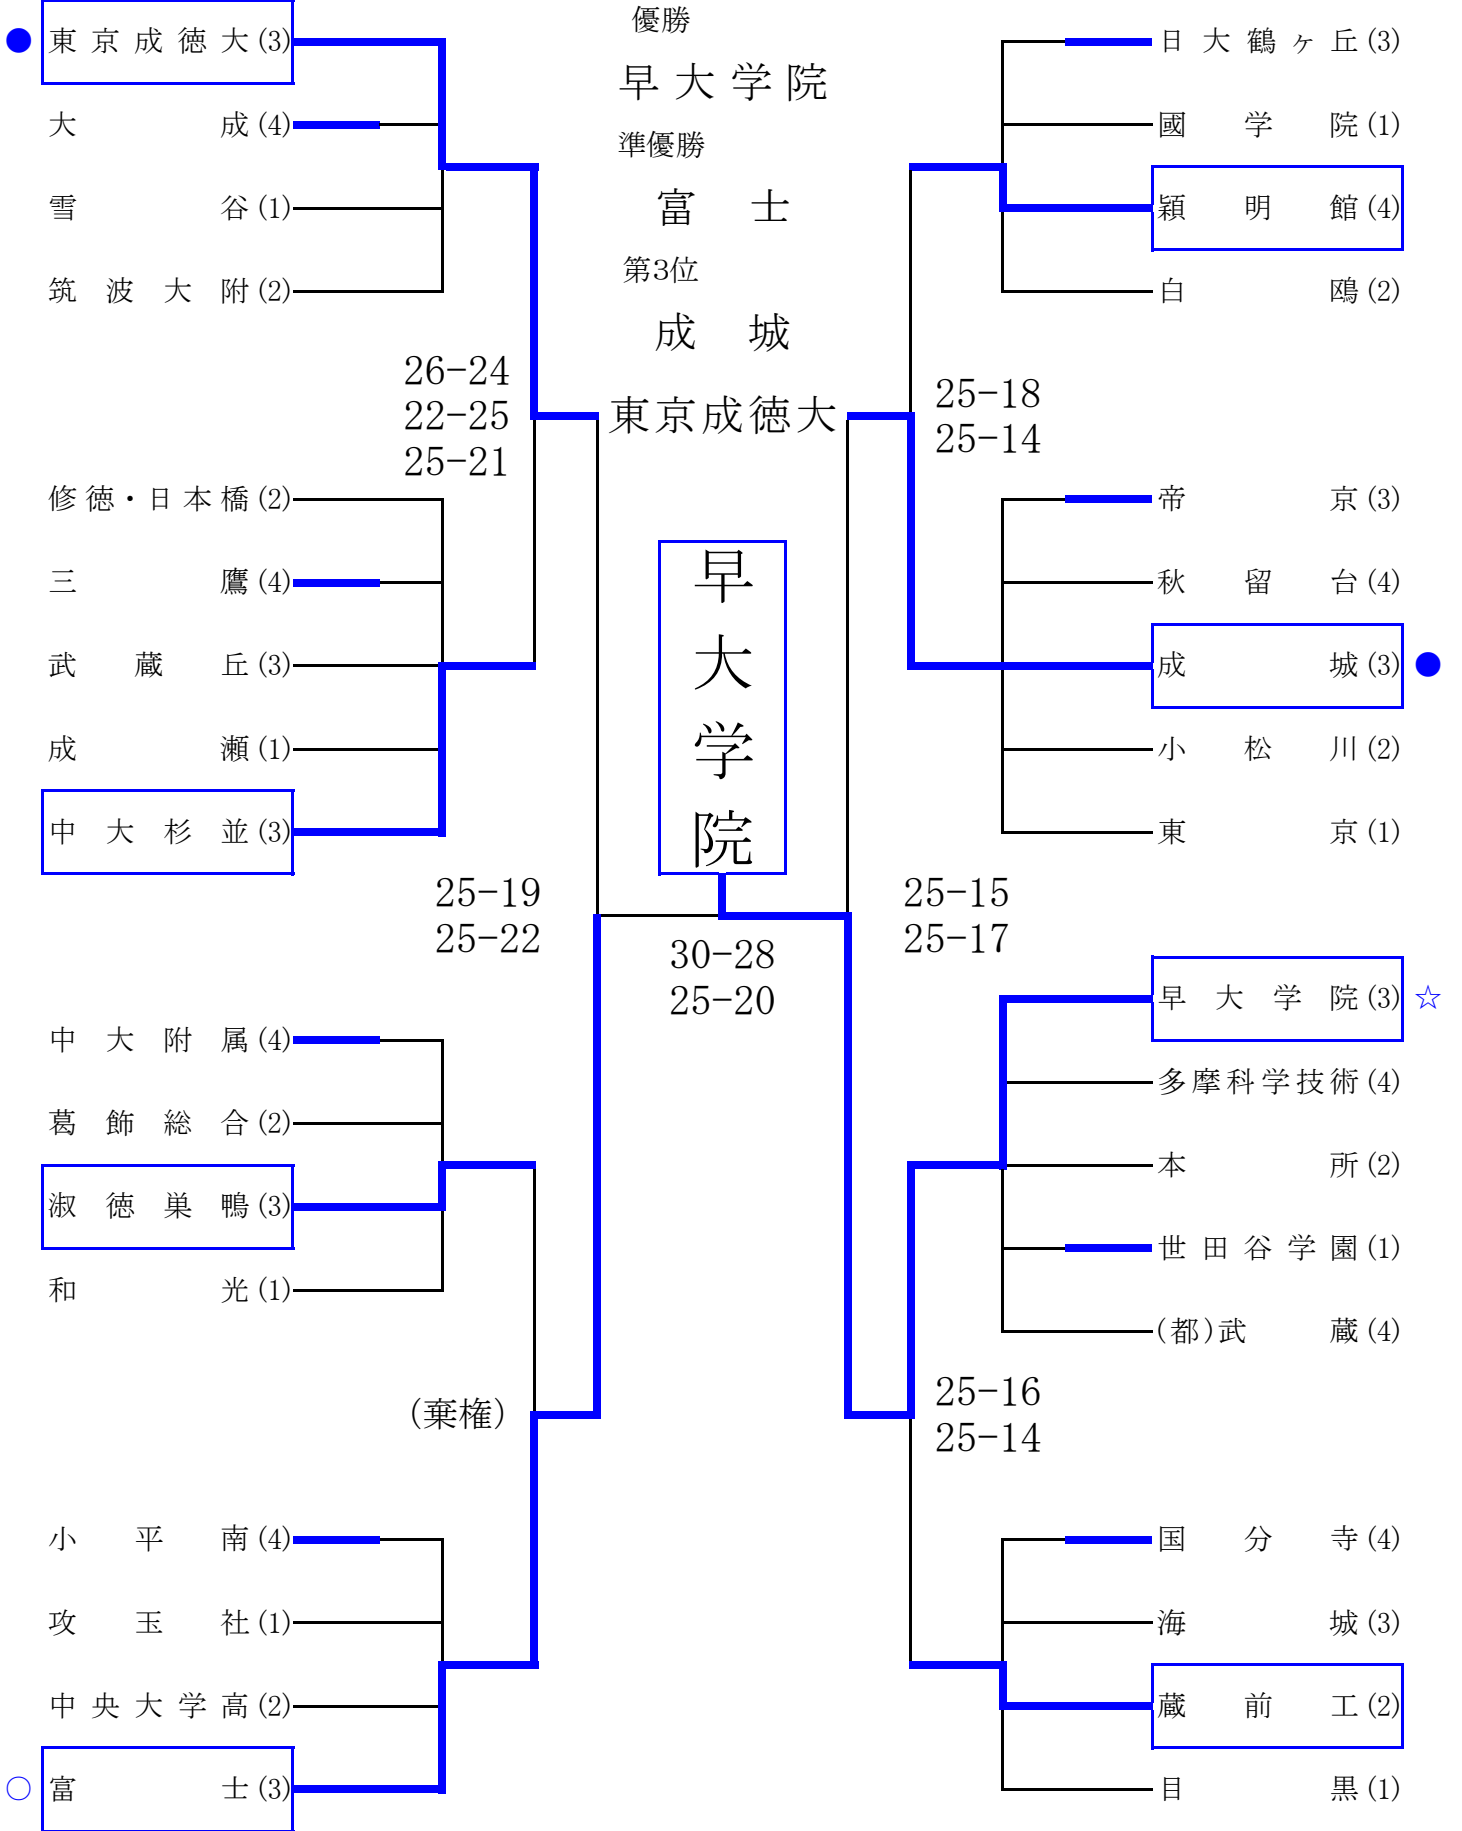 優勝
早大学院
準優勝
富士
第3位
成城
東京成徳大
●東京成徳大(3)
大成(4)
雪谷(1)
筑波大附(2)
26-24
22-25
25-21
修徳・日本橋(2)
三鷹(4)
武蔵丘(3)
成瀬(1)
中大杉並(3)
25-19
25-22
中大附属(4)
葛飾総合(2)
淑徳巣鴨(3)
和光(1)
(棄権)
小平南(4)
攻玉社(1)
中央大学高(2)
○富士(3)
早大学院
30-28
25-20
日大鶴ヶ丘(3)
國学院(1)
穎明館(4)
白鴎(2)
25-18
25-14
帝京(3)
秋留台(4)
成城(3)●
小松川(2)
東京(1)
25-15
25-17
早大学院(3)☆
多摩科学技術(4)
本所(2)
世田谷学園(1)
(都)武蔵(4)
25-16
25-14
国分寺(4)
海城(3)
蔵前工(2)
目黒(1)